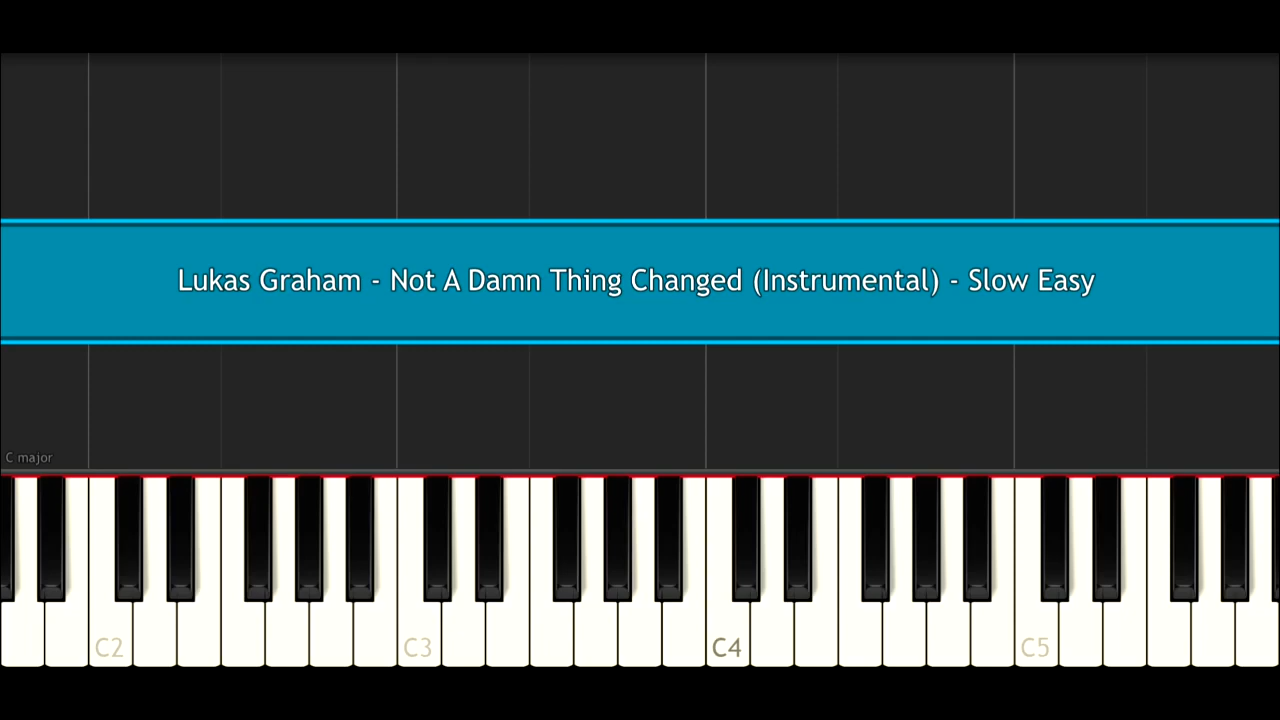 Lukas Graham - Not A Damn Thing Changed (Instrumental) - Slow Easy
C major
C2 C3 C4 C5